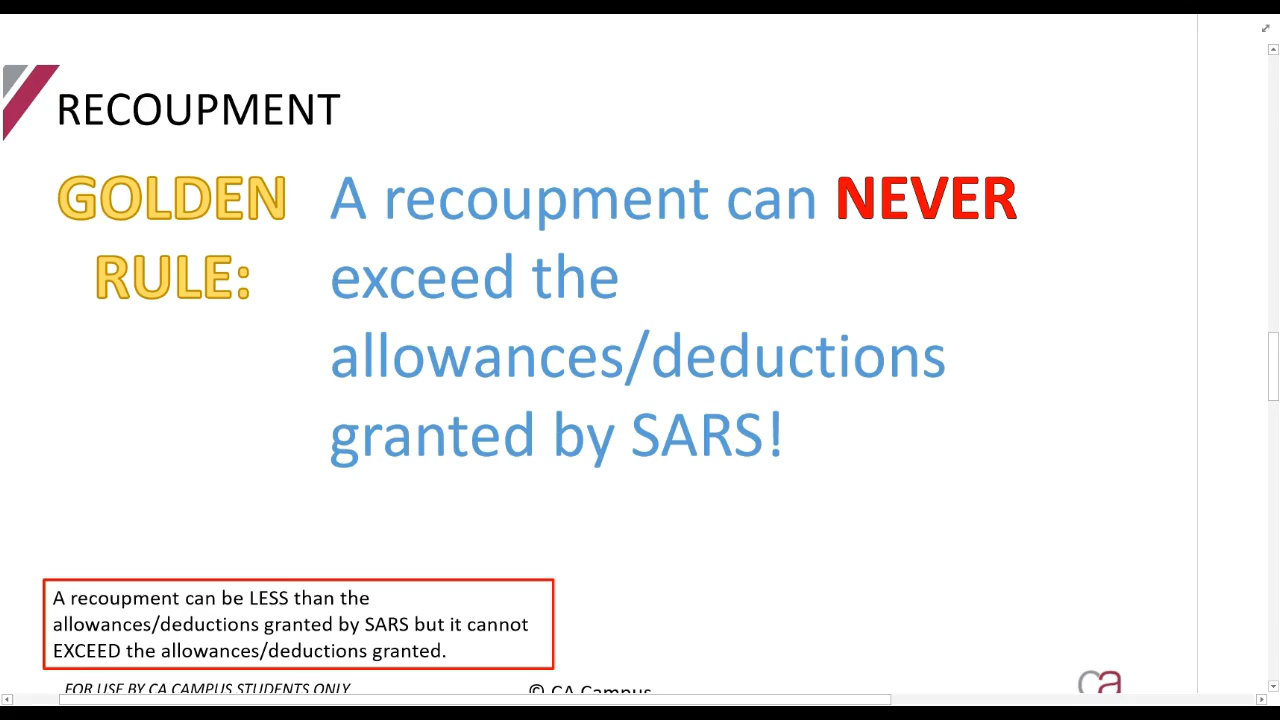 RECOUPMENT
GOLDEN RULE:
A recoupment can NEVER
exceed the
allowances/deductions
granted by SARS!
A recoupment can be LESS than the
allowances/deductions granted by SARS but it cannot
EXCEED the allowances/deductions granted.
FOR USE BY CA CAMPUS STUDENTS ONLY
© CA Campus
ca